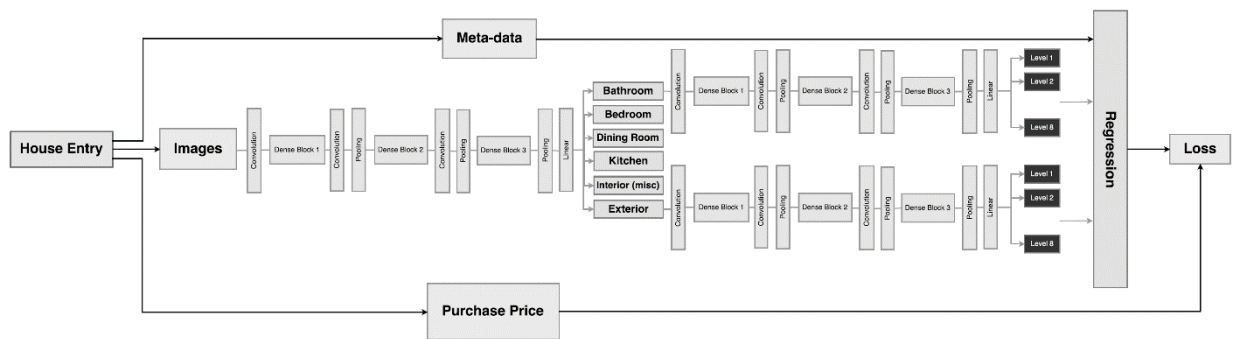 Meta-data
House Entry
Images
Convolution
Dense Block 1
Convolution
Pooling
Dense Block 2
Convolution
Pooling
Dense Block 3
Pooling
Linear
Bathroom
Bedroom
Dining Room
Kitchen
Interior (misc)
Exterior
Convolution
Dense Block 1
Convolution
Pooling
Dense Block 2
Convolution
Pooling
Dense Block 3
Pooling
Linear
Level 1
Level 2
Level 8
Convolution
Dense Block 1
Convolution
Pooling
Dense Block 2
Convolution
Pooling
Dense Block 3
Pooling
Linear
Level 1
Level 2
Level 8
Regression
Loss
Purchase Price